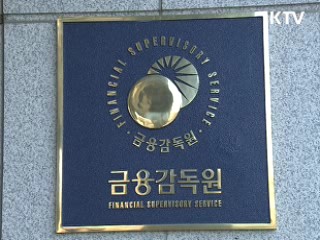 KTV
· FINANCIAL SUPERVISORY SERVICE ·
금융감독원
금융감독원
FINANCIAL SUPERVISORY SERVICE